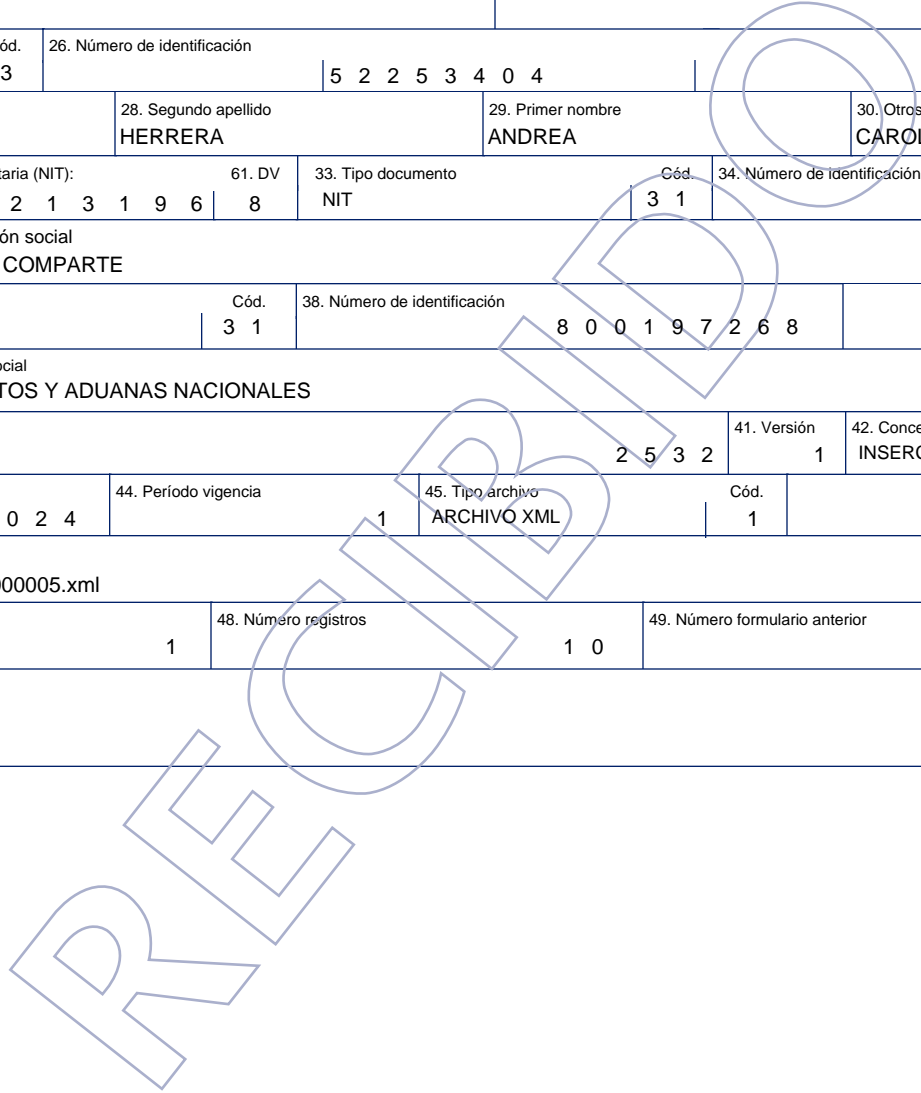 ód. 26. Número de identificación
3 5 2 2 5 3 4 0 4
28. Segundo apellido 29. Primer nombre 30. Otros
HERRERA ANDREA CAROL
taria (NIT): 61. DV 33. Tipo documento Cód. 34. Número de identificación
2 1 3 1 9 6 8 NIT 3 1
ón social
COMPARTE
Cód. 38. Número de identificación
3 1 8 0 0 1 9 7 2 6 8
ocial
TOS Y ADUANAS NACIONALES
41. Versión 42. Conce
2 5 3 2 1 INSERC
44. Período vigencia 45. Tipo archivo Cód.
0 2 4 1 ARCHIVO XML 1
000005.xml
48. Número registros 49. Número formulario anterior
1 1 0
RECIBIDO